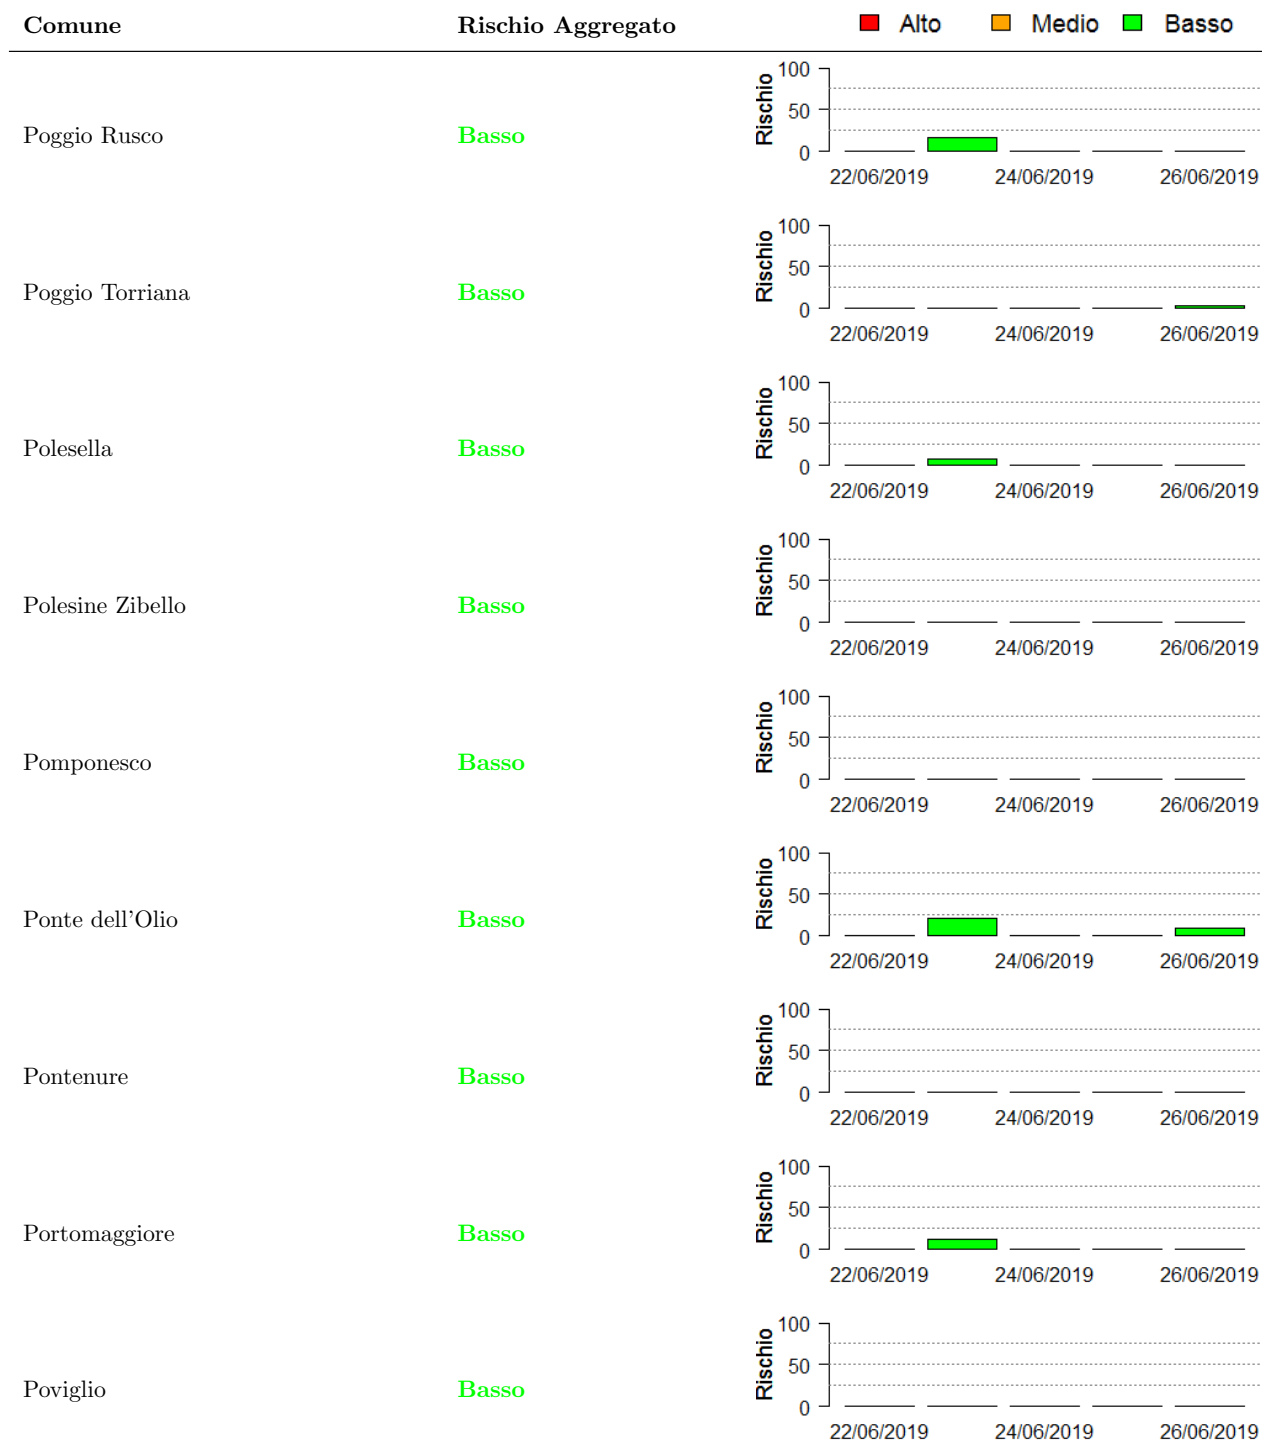 Comune Rischio Aggregato Alto Medio Basso
100
50
0
Rischio
Poggio Rusco Basso
22/06/2019 24/06/2019 26/06/2019
100
50
0
Rischio
Poggio Torriana Basso
22/06/2019 24/06/2019 26/06/2019
100
50
0
Rischio
Polesella Basso
22/06/2019 24/06/2019 26/06/2019
100
50
0
Rischio
Polesine Zibello Basso
22/06/2019 24/06/2019 26/06/2019
100
50
0
Rischio
Pomponesco Basso
22/06/2019 24/06/2019 26/06/2019
100
50
0
Rischio
Ponte dell'Olio Basso
22/06/2019 24/06/2019 26/06/2019
100
50
0
Rischio
Pontenure Basso
22/06/2019 24/06/2019 26/06/2019
100
50
0
Rischio
Portomaggiore Basso
22/06/2019 24/06/2019 26/06/2019
100
50
0
Rischio
Poviglio Basso
22/06/2019 24/06/2019 26/06/2019